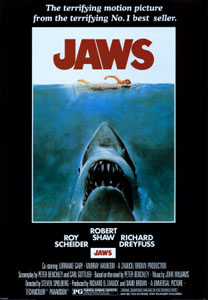 The terrifying motion picture
from the terrifying No. 1 best seller.
JAWS
ROY SCHEIDER
ROBERT SHAW
RICHARD DREYFUSS
JAWS
Co-starring LORRAINE GARY · MURRAY HAMILTON · A ZANUCK/BROWN PRODUCTION
Screenplay by PETER BENCHLEY and CARL GOTTLIEB · Based on the novel by PETER BENCHLEY · Music by JOHN WILLIAMS
Directed by STEVEN SPIELBERG · Produced by RICHARD D. ZANUCK and DAVID BROWN · A UNIVERSAL PICTURE ·
TECHNICOLOR® PANAVISION®
PG